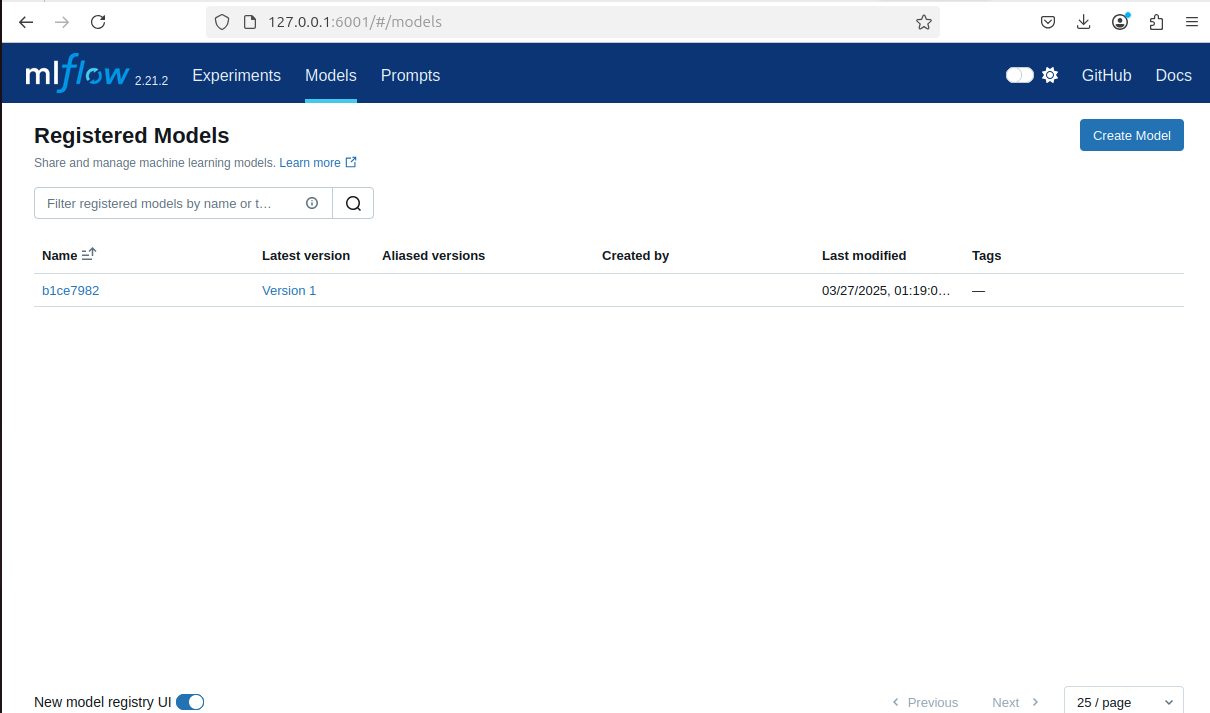 127.0.0.1:6001/#/models
mlflow 2.21.2 Experiments Models Prompts GitHub Docs
Registered Models
Create Model
Share and manage machine learning models. Learn more
Filter registered models by name or t…
Name Latest version Aliased versions Created by Last modified Tags
b1ce7982 Version 1 03/27/2025, 01:19:0… —
New model registry UI Previous Next 25 / page